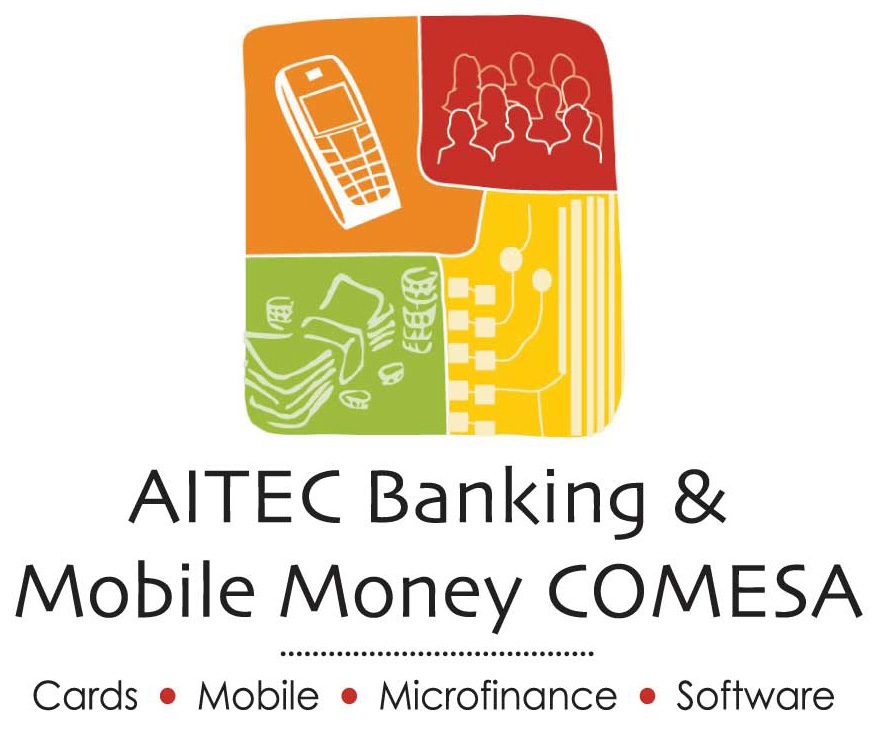 AITEC Banking &
Mobile Money COMESA
Cards • Mobile • Microfinance • Software